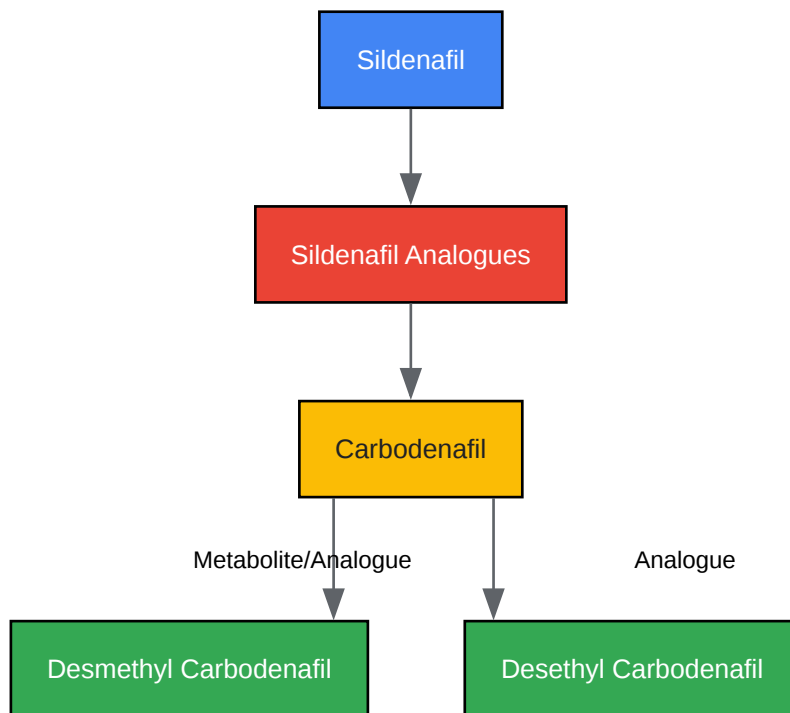 Sildenafil
Sildenafil Analogues
Carbodenafil
Metabolite/Analogue
Analogue
Desmethyl Carbodenafil
Desethyl Carbodenafil